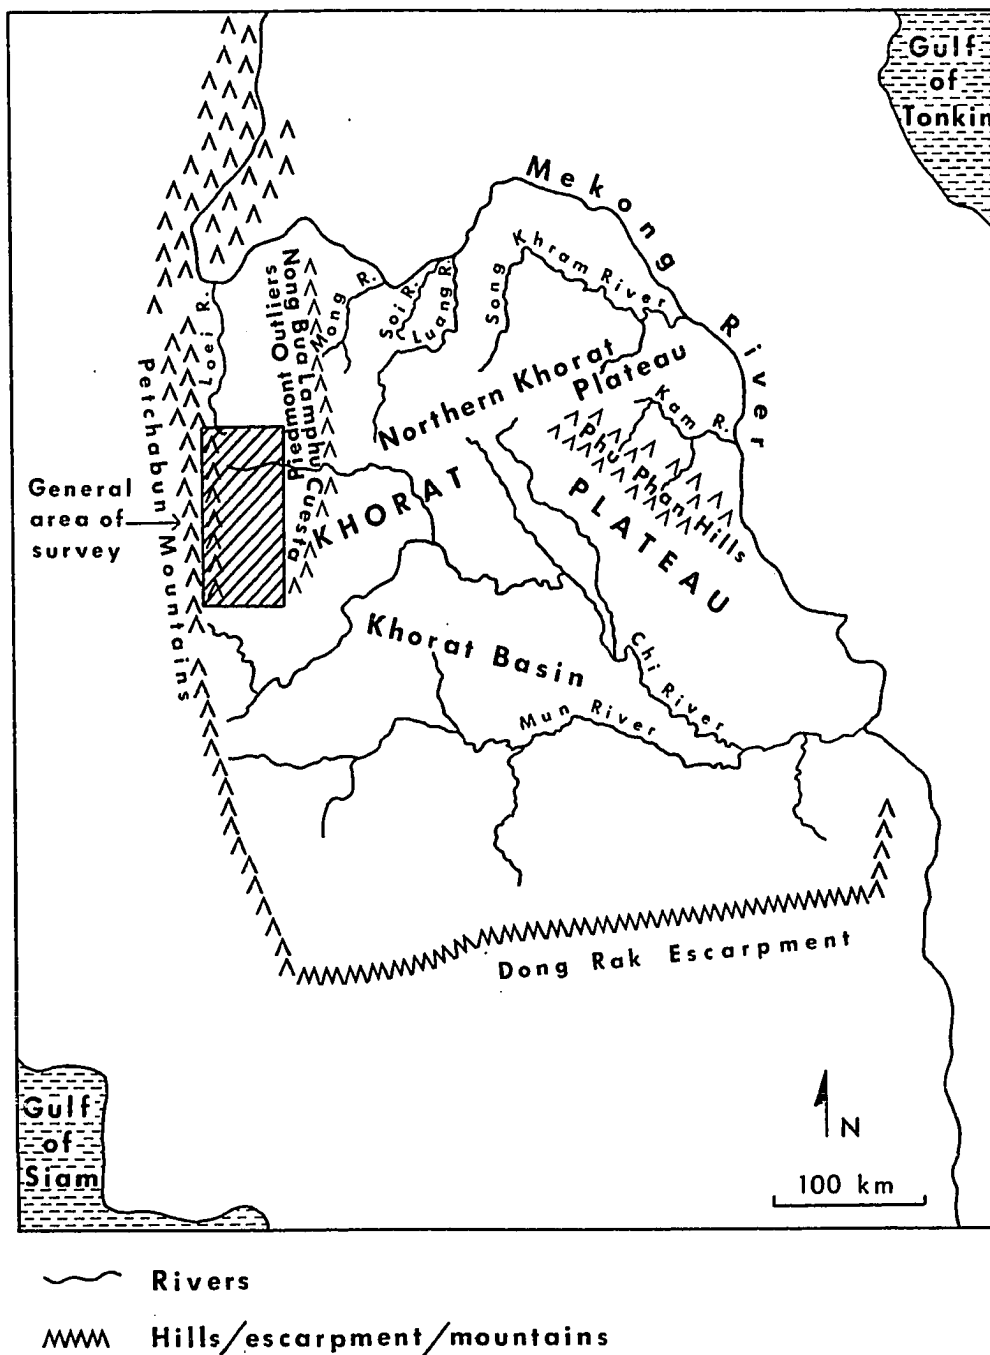 Gulf
of
Tonkin
Mekong River
Khram River
Song
Luang R.
Soi R.
Mong R.
Nong Bua Lamphu Cuesta
Piedmont Outliers
Loei R.
Petchabun Mountains
Northern Khorat
Plateau
Kam R.
Phu Phan Hills
KHORAT PLATEAU
General
area of
survey
Khorat Basin
Chi River
Mun River
Dong Rak Escarpment
Gulf
of
Siam
N
100 km
Rivers
Hills/escarpment/mountains